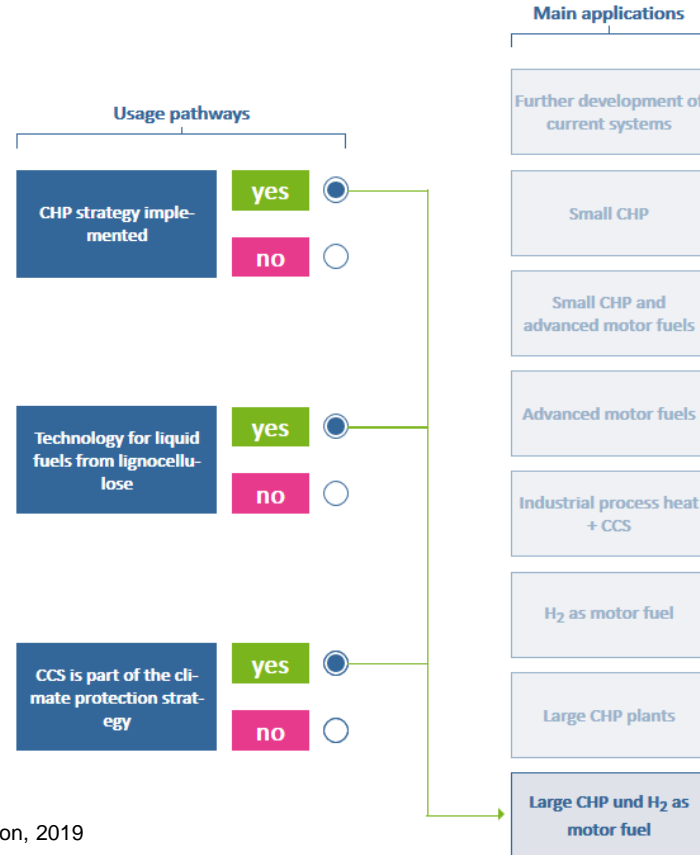 Main applications
Usage pathways
Further development of
current systems
CHP strategy imple-
mented
yes
no
Small CHP
Small CHP and
advanced motor fuels
Technology for liquid
fuels from lignocellu-
lose
yes
no
Advanced motor fuels
Industrial process heat
+ CCS
H₂ as motor fuel
CCS is part of the cli-
mate protection strat-
egy
yes
no
Large CHP plants
Large CHP und H₂ as
motor fuel
on, 2019